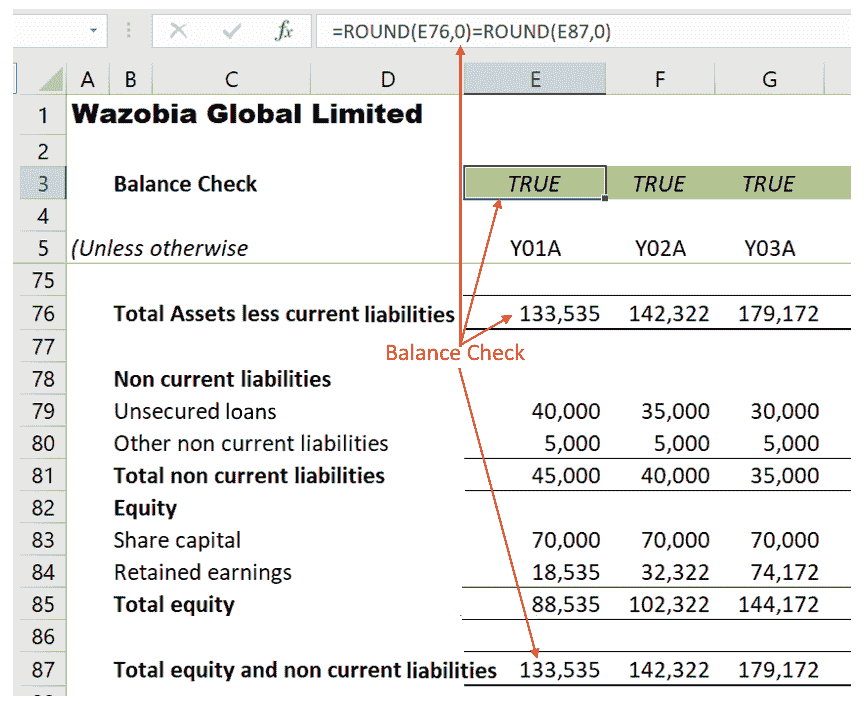 fx =ROUND(E76,0)=ROUND(E87,0)
A B C D E F G
1 Wazobia Global Limited
2
3 Balance Check TRUE TRUE TRUE
4
5 (Unless otherwise Y01A Y02A Y03A
75
76 Total Assets less current liabilities 133,535 142,322 179,172
77
Balance Check
78 Non current liabilities
79 Unsecured loans 40,000 35,000 30,000
80 Other non current liabilities 5,000 5,000 5,000
81 Total non current liabilities 45,000 40,000 35,000
82 Equity
83 Share capital 70,000 70,000 70,000
84 Retained earnings 18,535 32,322 74,172
85 Total equity 88,535 102,322 144,172
86
87 Total equity and non current liabilities 133,535 142,322 179,172